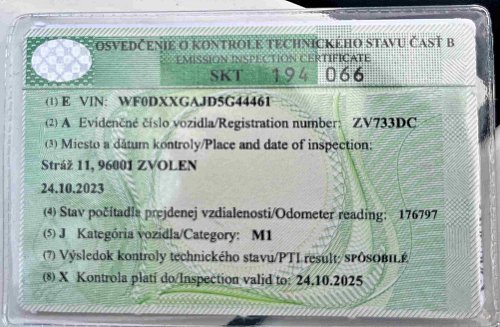 OSVEDČENIE O KONTROLE TECHNICKÉHO STAVU ČASŤ B
EMISSION INSPECTION CERTIFICATE
SKT 194 066
(1) E VIN: WF0DXXGAJD5G44461
(2) A Evidenčné číslo vozidla/Registration number: ZV733DC
(3) Miesto a dátum kontroly/Place and date of inspection:
Stráž 11, 96001 ZVOLEN
24.10.2023
(4) Stav počítadla prejdenej vzdialenosti/Odometer reading: 176797
(5) J Kategória vozidla/Category: M1
(7) Výsledok kontroly technického stavu/PTI result: SPÔSOBILÉ
(8) X Kontrola platí do/Inspection valid to: 24.10.2025